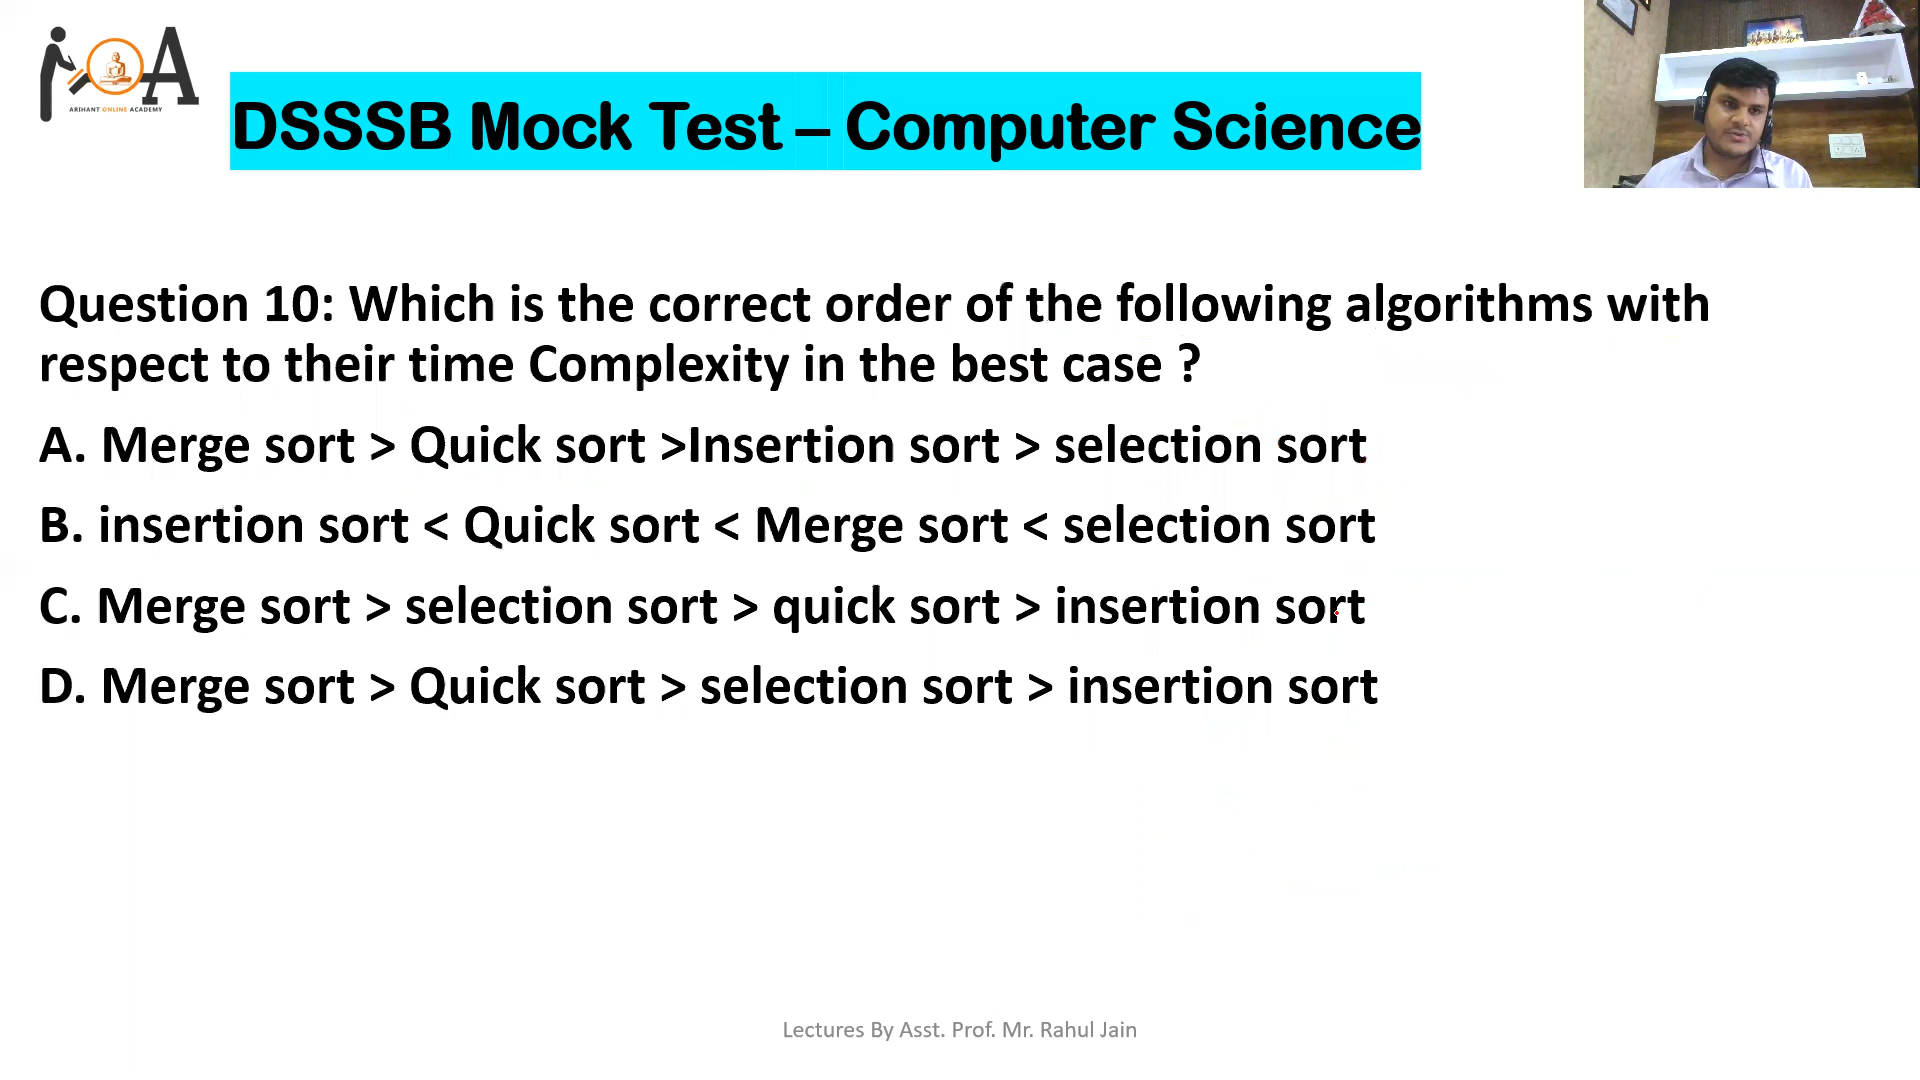 ARIHANT ONLINE ACADEMY
DSSSB Mock Test – Computer Science
Question 10: Which is the correct order of the following algorithms with
respect to their time Complexity in the best case ?
A. Merge sort > Quick sort >Insertion sort > selection sort
B. insertion sort < Quick sort < Merge sort < selection sort
C. Merge sort > selection sort > quick sort > insertion sort
D. Merge sort > Quick sort > selection sort > insertion sort
Lectures By Asst. Prof. Mr. Rahul Jain